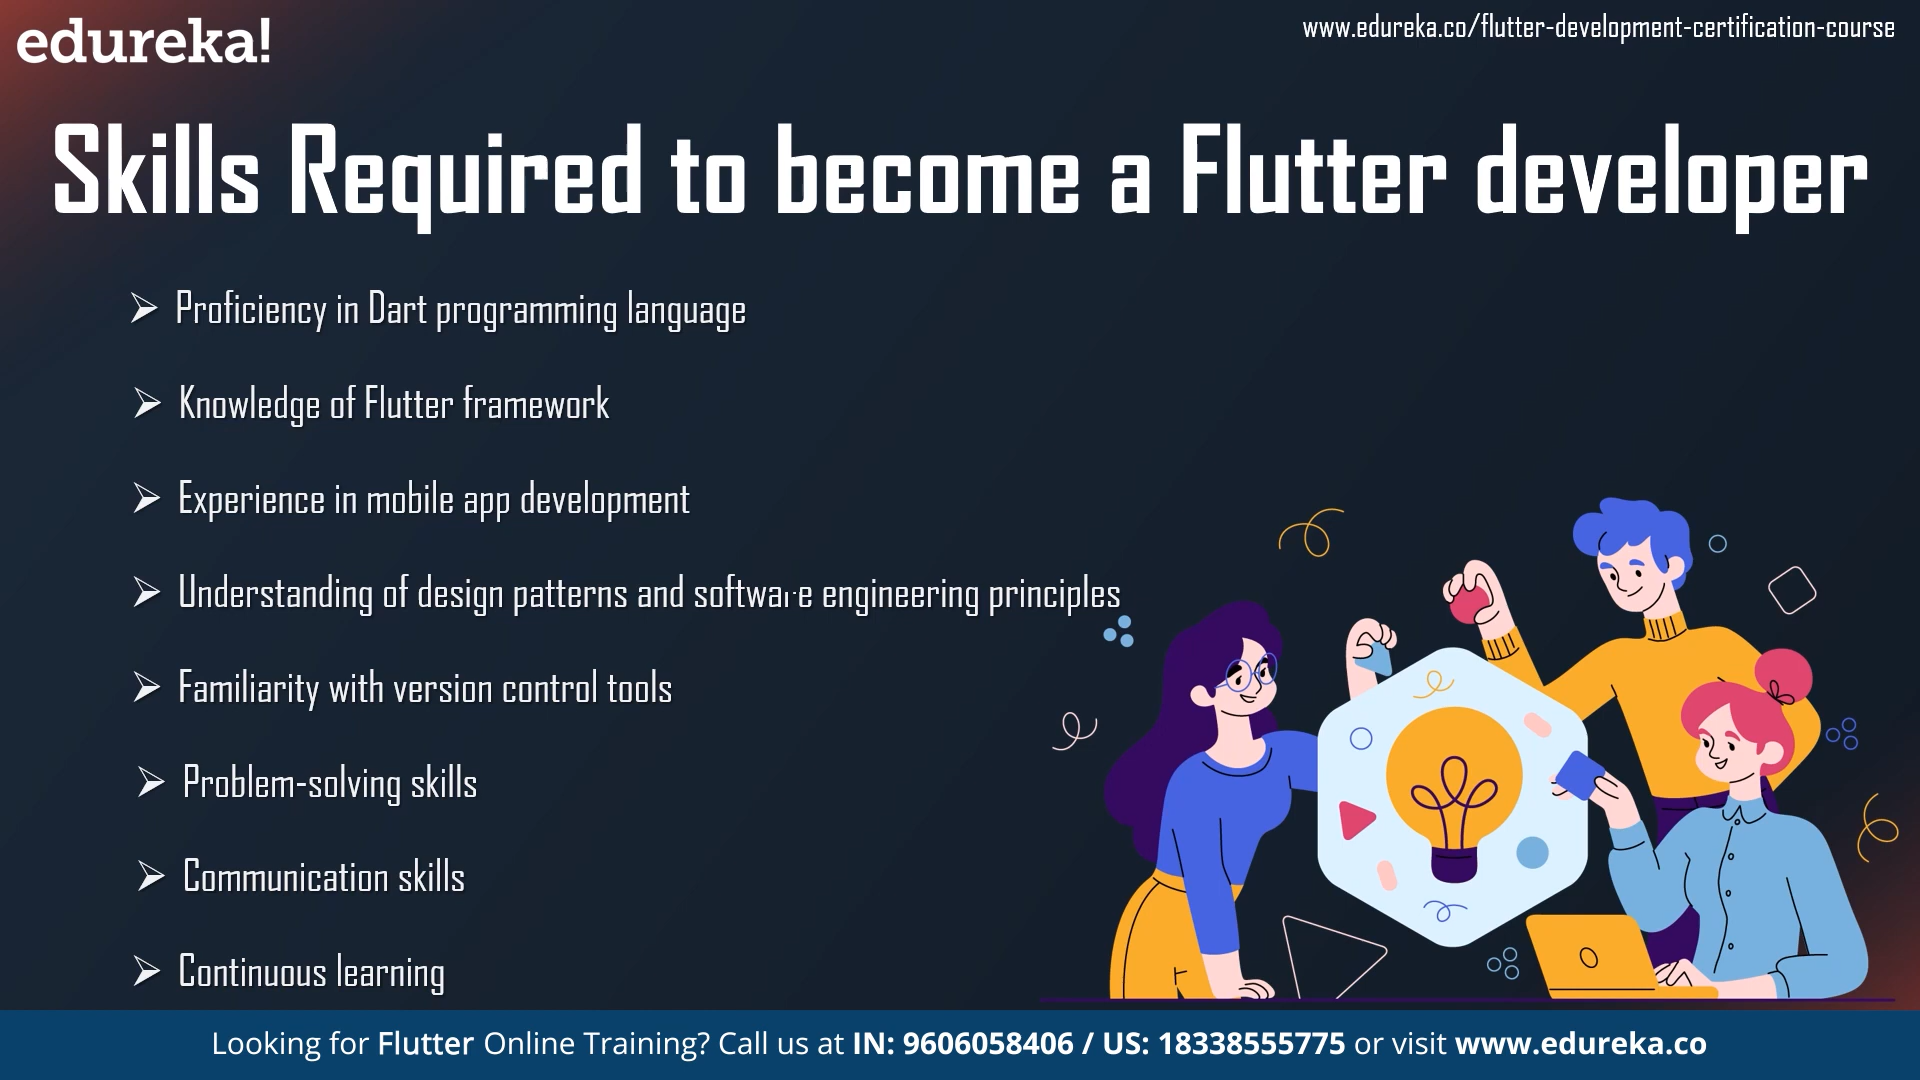 edureka!
www.edureka.co/flutter-development-certification-course
Skills Required to become a Flutter developer
Proficiency in Dart programming language
Knowledge of Flutter framework
Experience in mobile app development
Understanding of design patterns and software engineering principles
Familiarity with version control tools
Problem-solving skills
Communication skills
Continuous learning
Looking for Flutter Online Training? Call us at IN: 9606058406 / US: 18338555775 or visit www.edureka.co